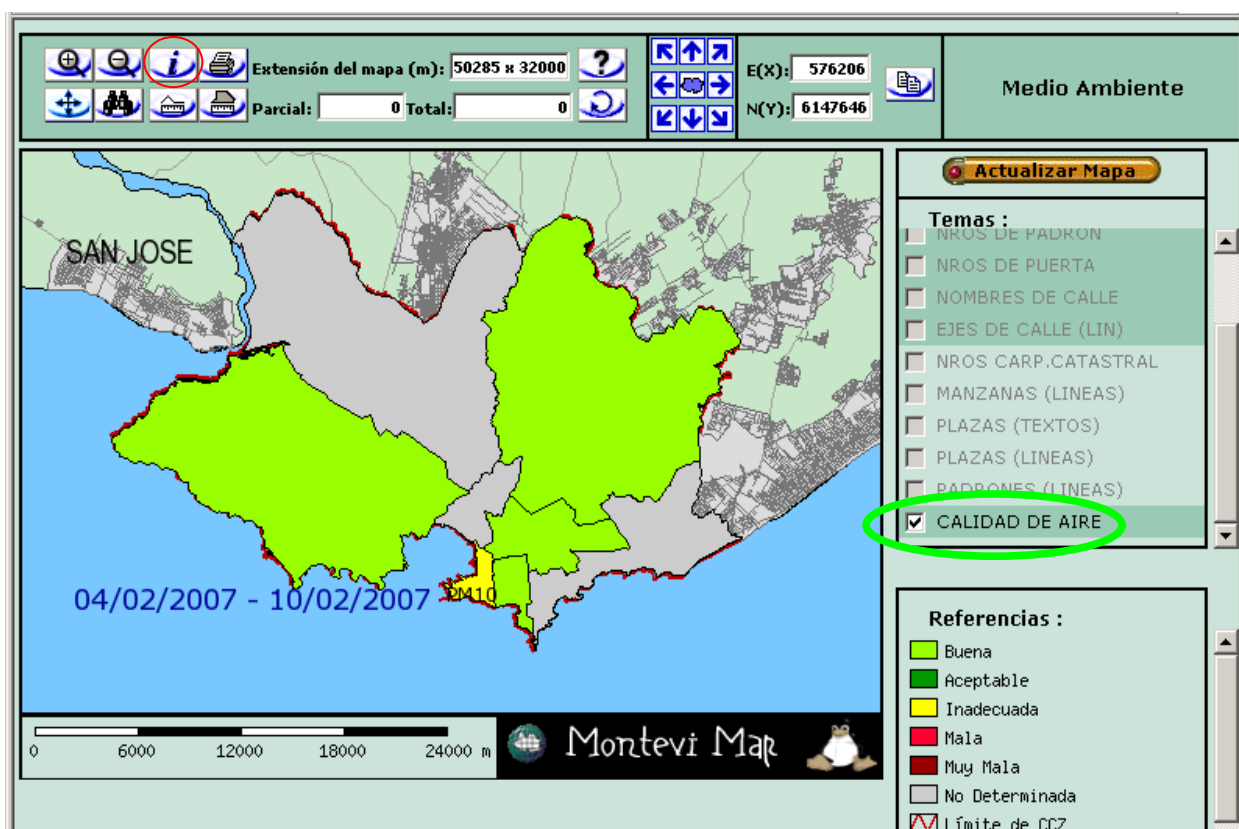 Extensión del mapa (m): 50285 x 32000
Parcial: 0 Total: 0
E(X): 576206
N(Y): 6147646
Medio Ambiente
Actualizar Mapa
Temas :
NROS DE PADRON
NROS DE PUERTA
NOMBRES DE CALLE
EJES DE CALLE (LIN)
NROS CARP.CATASTRAL
MANZANAS (LINEAS)
PLAZAS (TEXTOS)
PLAZAS (LINEAS)
PADRONES (LINEAS)
CALIDAD DE AIRE
SAN JOSE
04/02/2007 - 10/02/2007
PM10
0 6000 12000 18000 24000 m
Montevi Map
Referencias :
Buena
Aceptable
Inadecuada
Mala
Muy Mala
No Determinada
Límite de CCZ